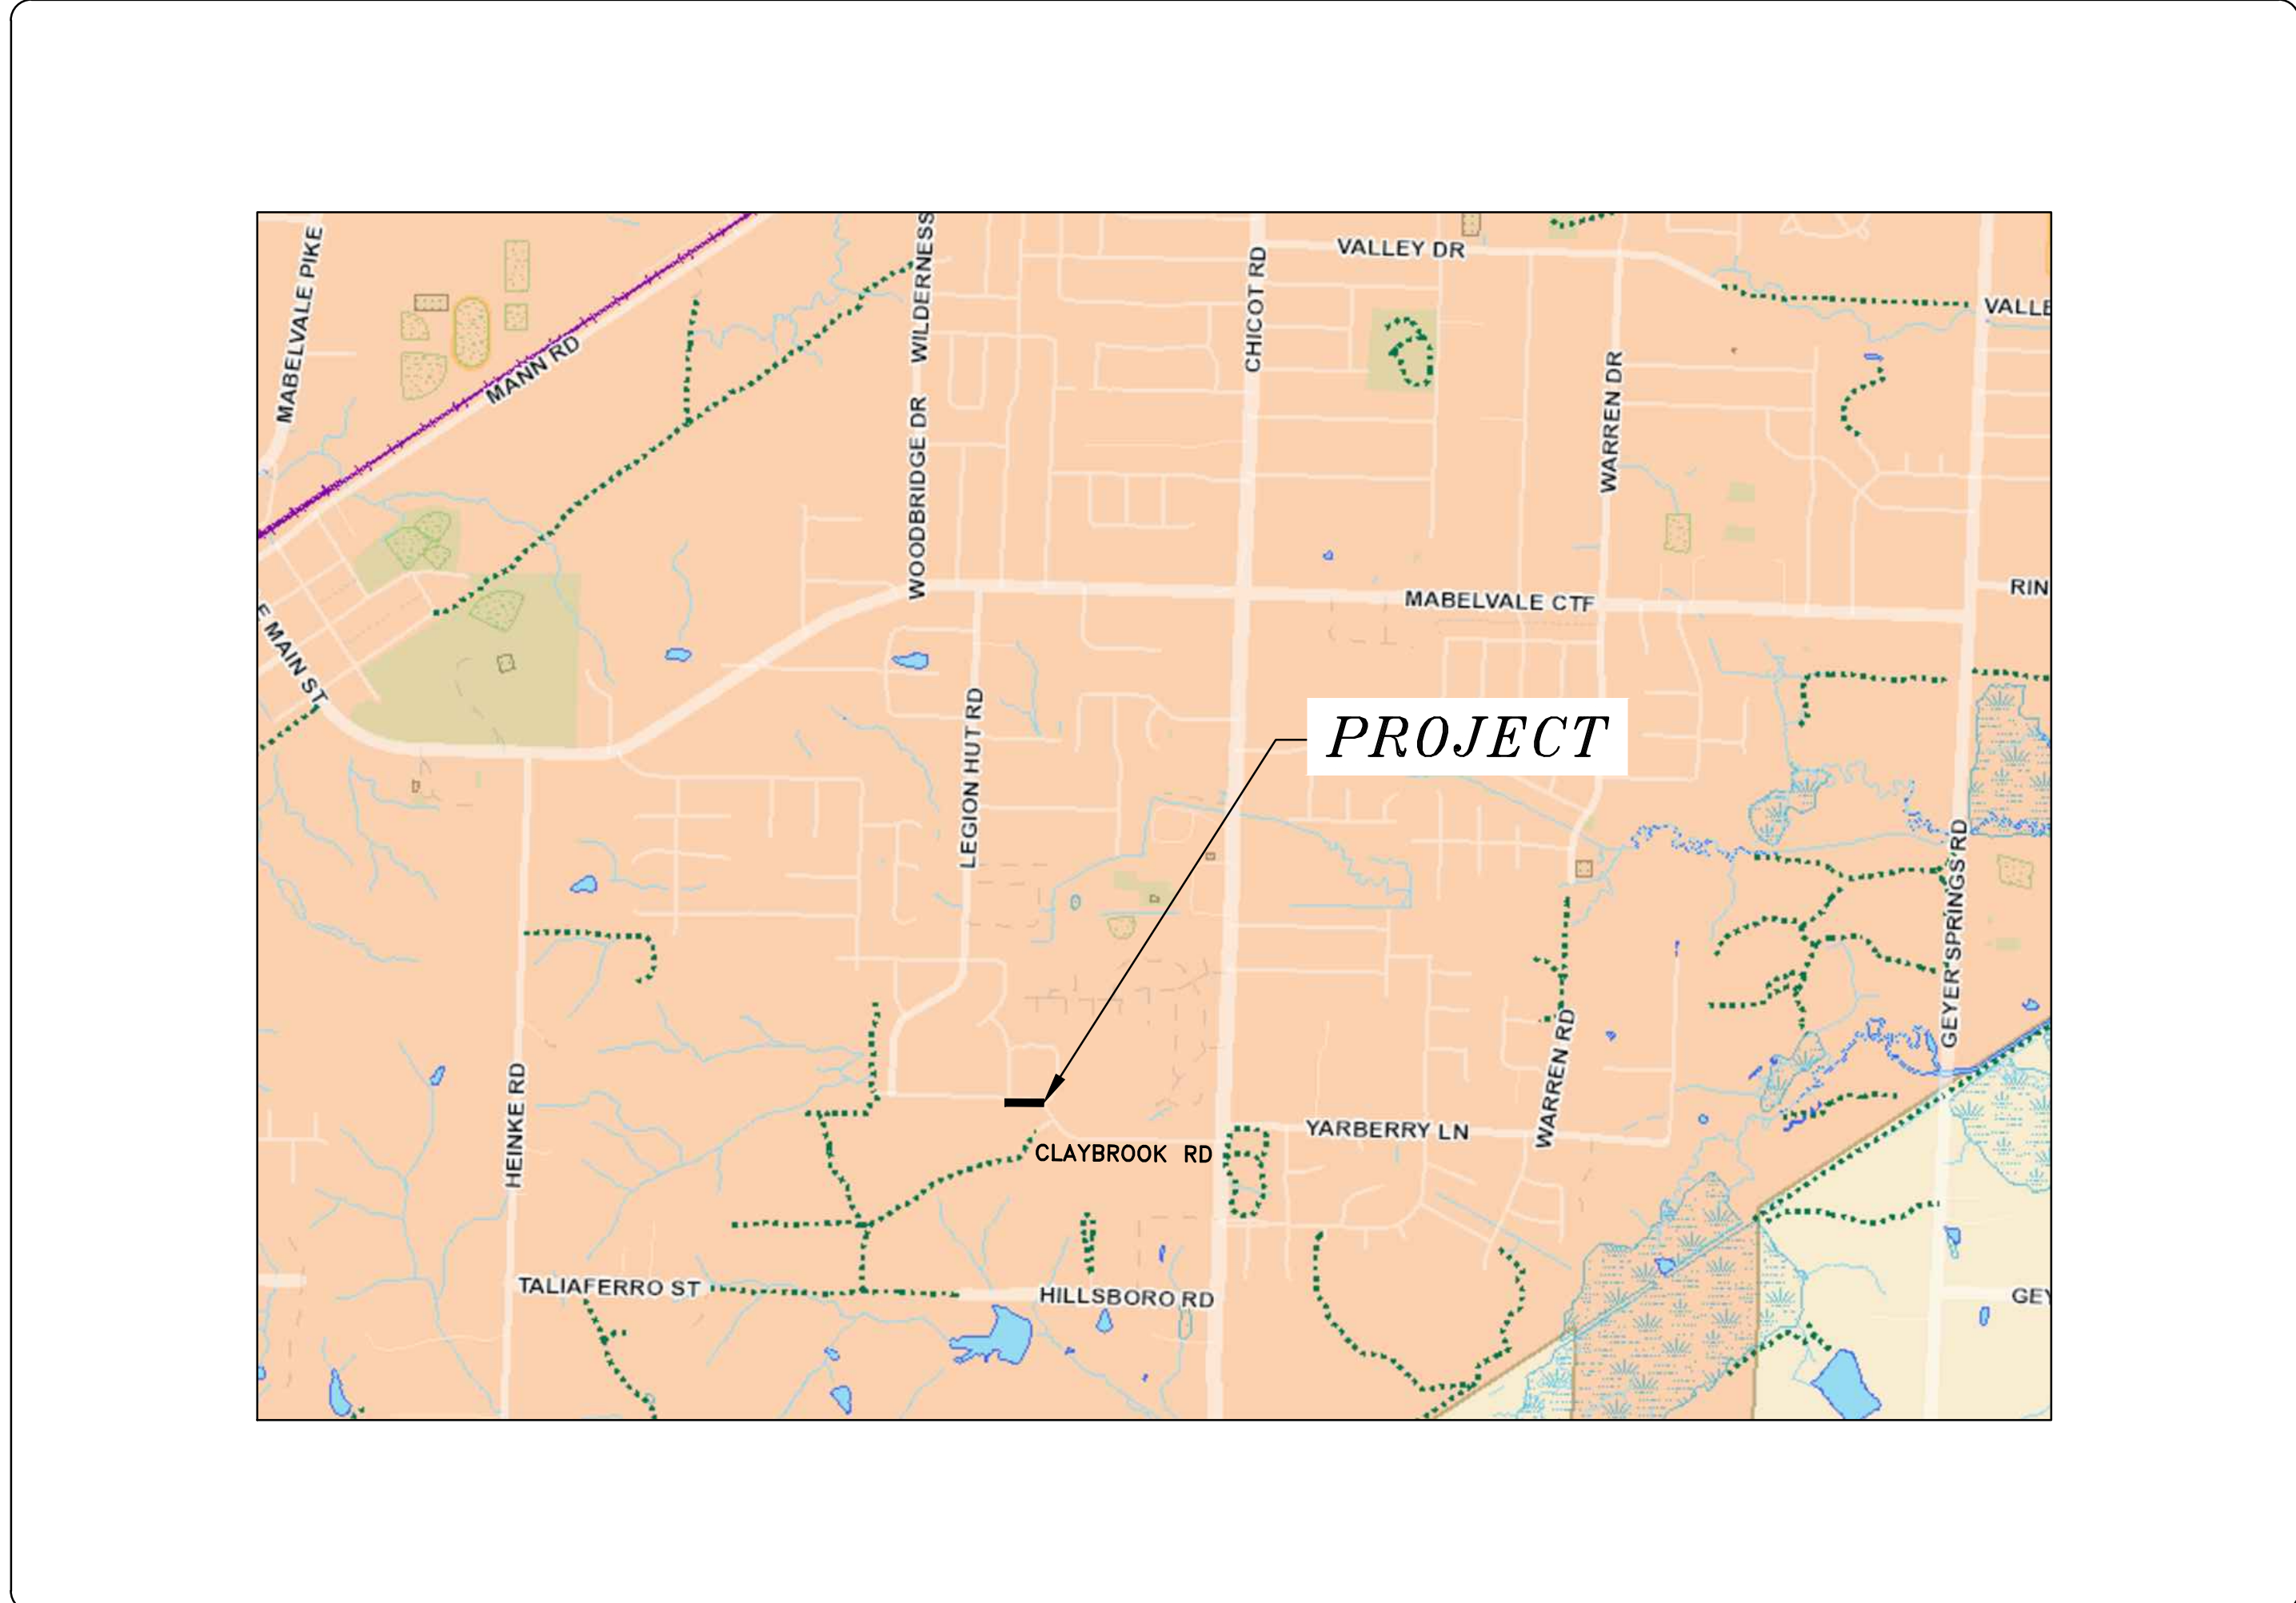 MABELVALE PIKE
MANN RD
WILDERNESS
WOODBRIDGE DR
CHICOT RD
VALLEY DR
WARREN DR
VALLE
E MAIN ST
MABELVALE CTF
RIN
LEGION HUT RD
PROJECT
GEYER SPRINGS RD
HEINKE RD
WARREN RD
YARBERRY LN
CLAYBROOK RD
TALIAFERRO ST
HILLSBORO RD
GEY